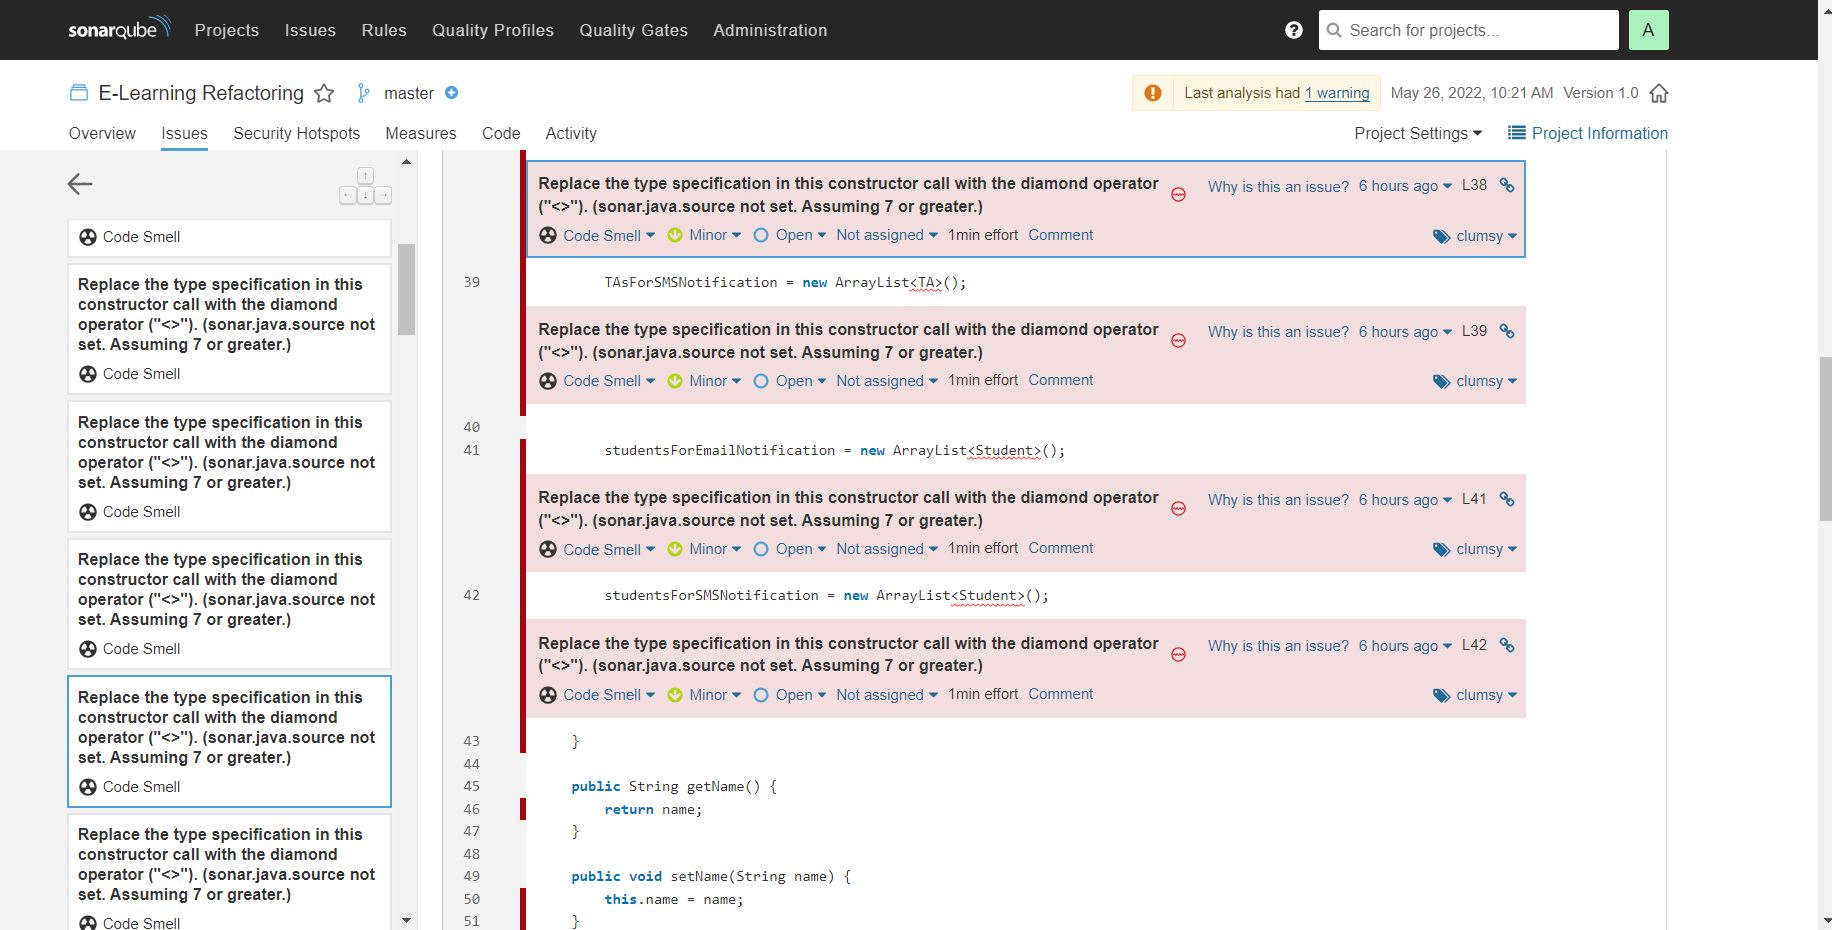 sonarqube Projects Issues Rules Quality Profiles Quality Gates Administration ? Search for projects... A
E-Learning Refactoring master Last analysis had 1 warning May 26, 2022, 10:21 AM Version 1.0
Overview Issues Security Hotspots Measures Code Activity Project Settings Project Information
Code Smell
Replace the type specification in this
constructor call with the diamond
operator ("<>"). (sonar.java.source not
set. Assuming 7 or greater.)
Code Smell
Replace the type specification in this
constructor call with the diamond
operator ("<>"). (sonar.java.source not
set. Assuming 7 or greater.)
Code Smell
Replace the type specification in this
constructor call with the diamond
operator ("<>"). (sonar.java.source not
set. Assuming 7 or greater.)
Code Smell
Replace the type specification in this
constructor call with the diamond
operator ("<>"). (sonar.java.source not
set. Assuming 7 or greater.)
Code Smell
Replace the type specification in this
constructor call with the diamond
operator ("<>"). (sonar.java.source not
set. Assuming 7 or greater.)
Code Smell
Replace the type specification in this constructor call with the diamond operator Why is this an issue? 6 hours ago L38
("<>"). (sonar.java.source not set. Assuming 7 or greater.)
Code Smell Minor Open Not assigned 1min effort Comment clumsy
39 TAsForSMSNotification = new ArrayList<TA>();
Replace the type specification in this constructor call with the diamond operator Why is this an issue? 6 hours ago L39
("<>"). (sonar.java.source not set. Assuming 7 or greater.)
Code Smell Minor Open Not assigned 1min effort Comment clumsy
40
41 studentsForEmailNotification = new ArrayList<Student>();
Replace the type specification in this constructor call with the diamond operator Why is this an issue? 6 hours ago L41
("<>"). (sonar.java.source not set. Assuming 7 or greater.)
Code Smell Minor Open Not assigned 1min effort Comment clumsy
42 studentsForSMSNotification = new ArrayList<Student>();
Replace the type specification in this constructor call with the diamond operator Why is this an issue? 6 hours ago L42
("<>"). (sonar.java.source not set. Assuming 7 or greater.)
Code Smell Minor Open Not assigned 1min effort Comment clumsy
43 }
44
45 public String getName() {
46 return name;
47 }
48
49 public void setName(String name) {
50 this.name = name;
51 }